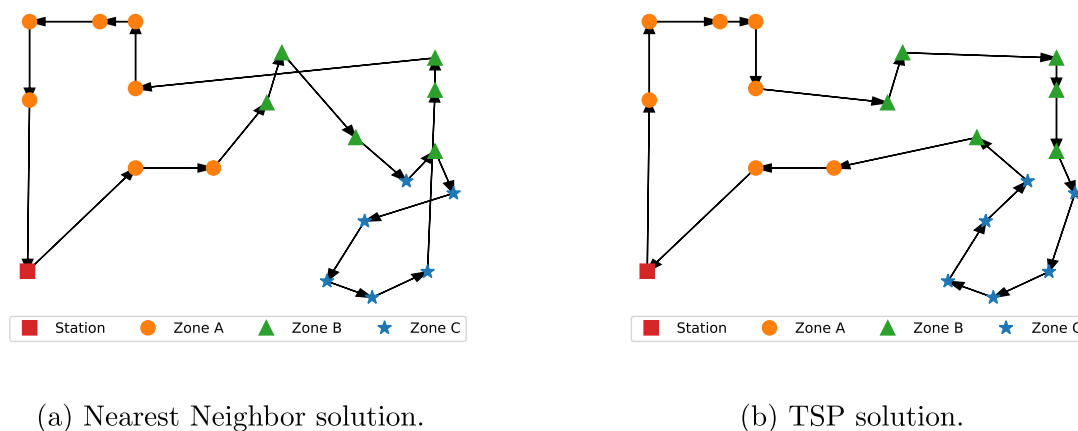 Station Zone A Zone B Zone C
Station Zone A Zone B Zone
(a) Nearest Neighbor solution.
(b) TSP solution.